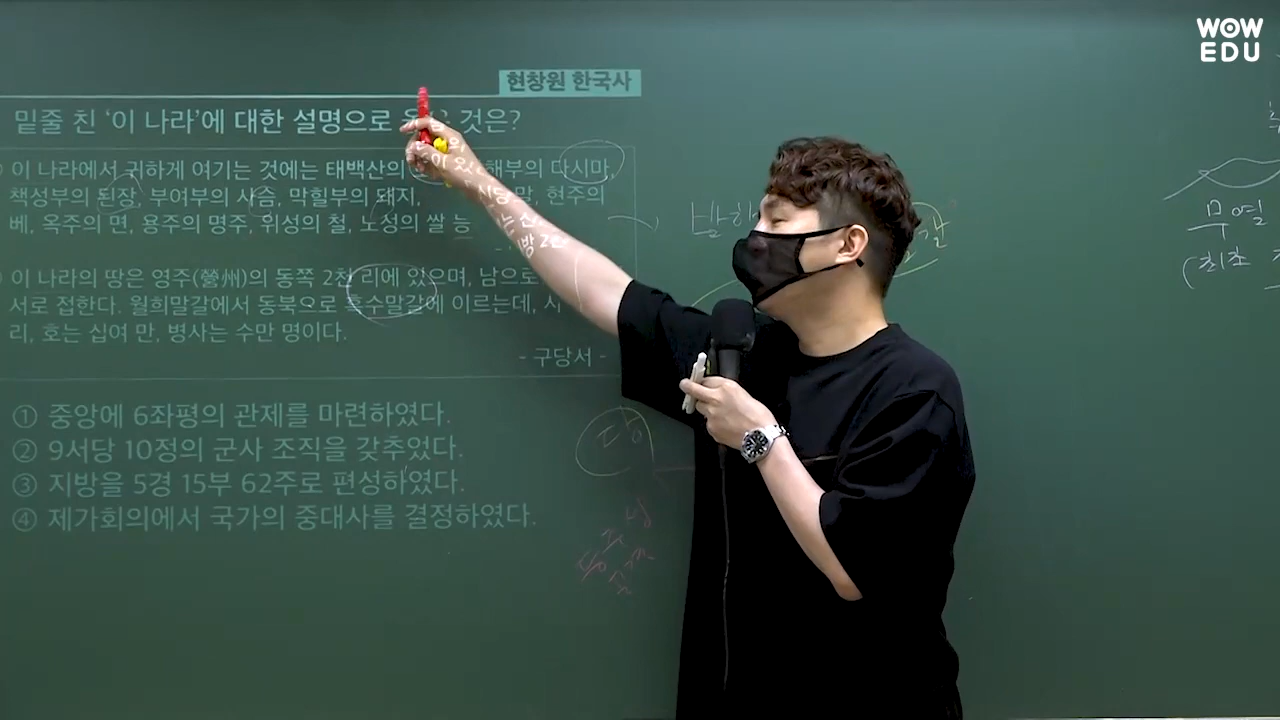 WOW
EDU
현창원 한국사
밑줄 친 '이 나라'에 대한 설명으로 것은?
이 나라에서 귀하게 여기는 것에는 태백산의 해부의 다시마,
책성부의 된장, 부여부의 사슴, 막힐부의 돼지, 현주의
베, 옥주의 면, 용주의 명주, 위성의 철, 노성의 쌀 등
이 나라의 땅은 영주(營州)의 동쪽 2천 리에 있으며, 남으로
서로 접한다. 월희말갈에서 동북으로 흑수말갈에 이르는데, 사
리, 호는 십여 만, 병사는 수만 명이다.
- 구당서 -
① 중앙에 6좌평의 관제를 마련하였다.
② 9서당 10정의 군사 조직을 갖추었다.
③ 지방을 5경 15부 62주로 편성하였다.
④ 제가회의에서 국가의 중대사를 결정하였다.
당
무열
(최초